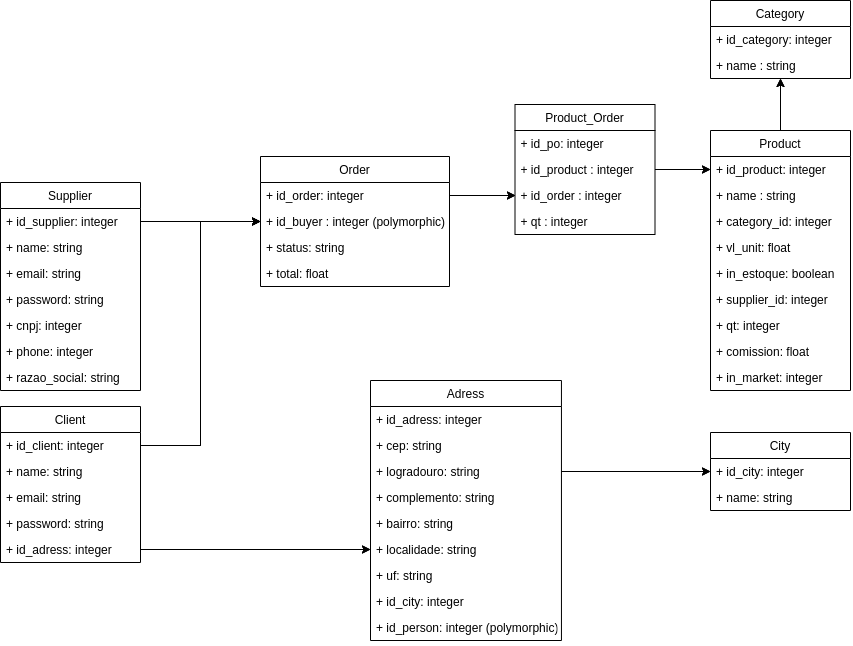 Category
+ id_category: integer
+ name : string
Product_Order
+ id_po: integer
+ id_product : integer
+ id_order : integer
+ qt : integer
Product
+ id_product: integer
+ name : string
+ category_id: integer
+ vl_unit: float
+ in_estoque: boolean
+ supplier_id: integer
+ qt: integer
+ comission: float
+ in_market: integer
Order
+ id_order: integer
+ id_buyer : integer (polymorphic)
+ status: string
+ total: float
Supplier
+ id_supplier: integer
+ name: string
+ email: string
+ password: string
+ cnpj: integer
+ phone: integer
+ razao_social: string
Client
+ id_client: integer
+ name: string
+ email: string
+ password: string
+ id_adress: integer
Adress
+ id_adress: integer
+ cep: string
+ logradouro: string
+ complemento: string
+ bairro: string
+ localidade: string
+ uf: string
+ id_city: integer
+ id_person: integer (polymorphic)
City
+ id_city: integer
+ name: string